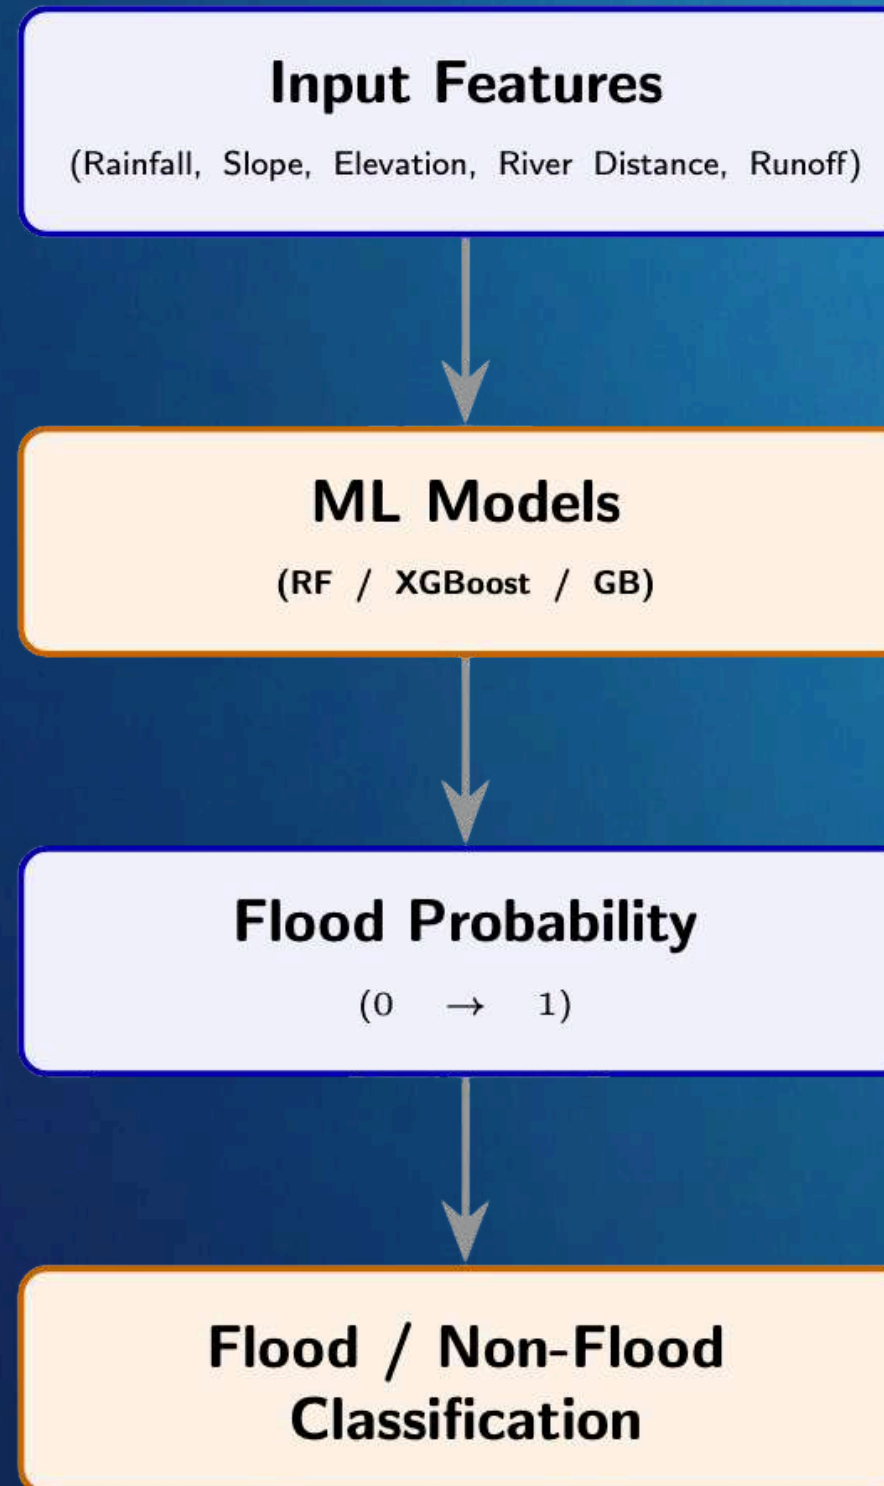 Input Features
(Rainfall, Slope, Elevation, River Distance, Runoff)
ML Models
(RF / XGBoost / GB)
Flood Probability
(0 → 1)
Flood / Non-Flood
Classification